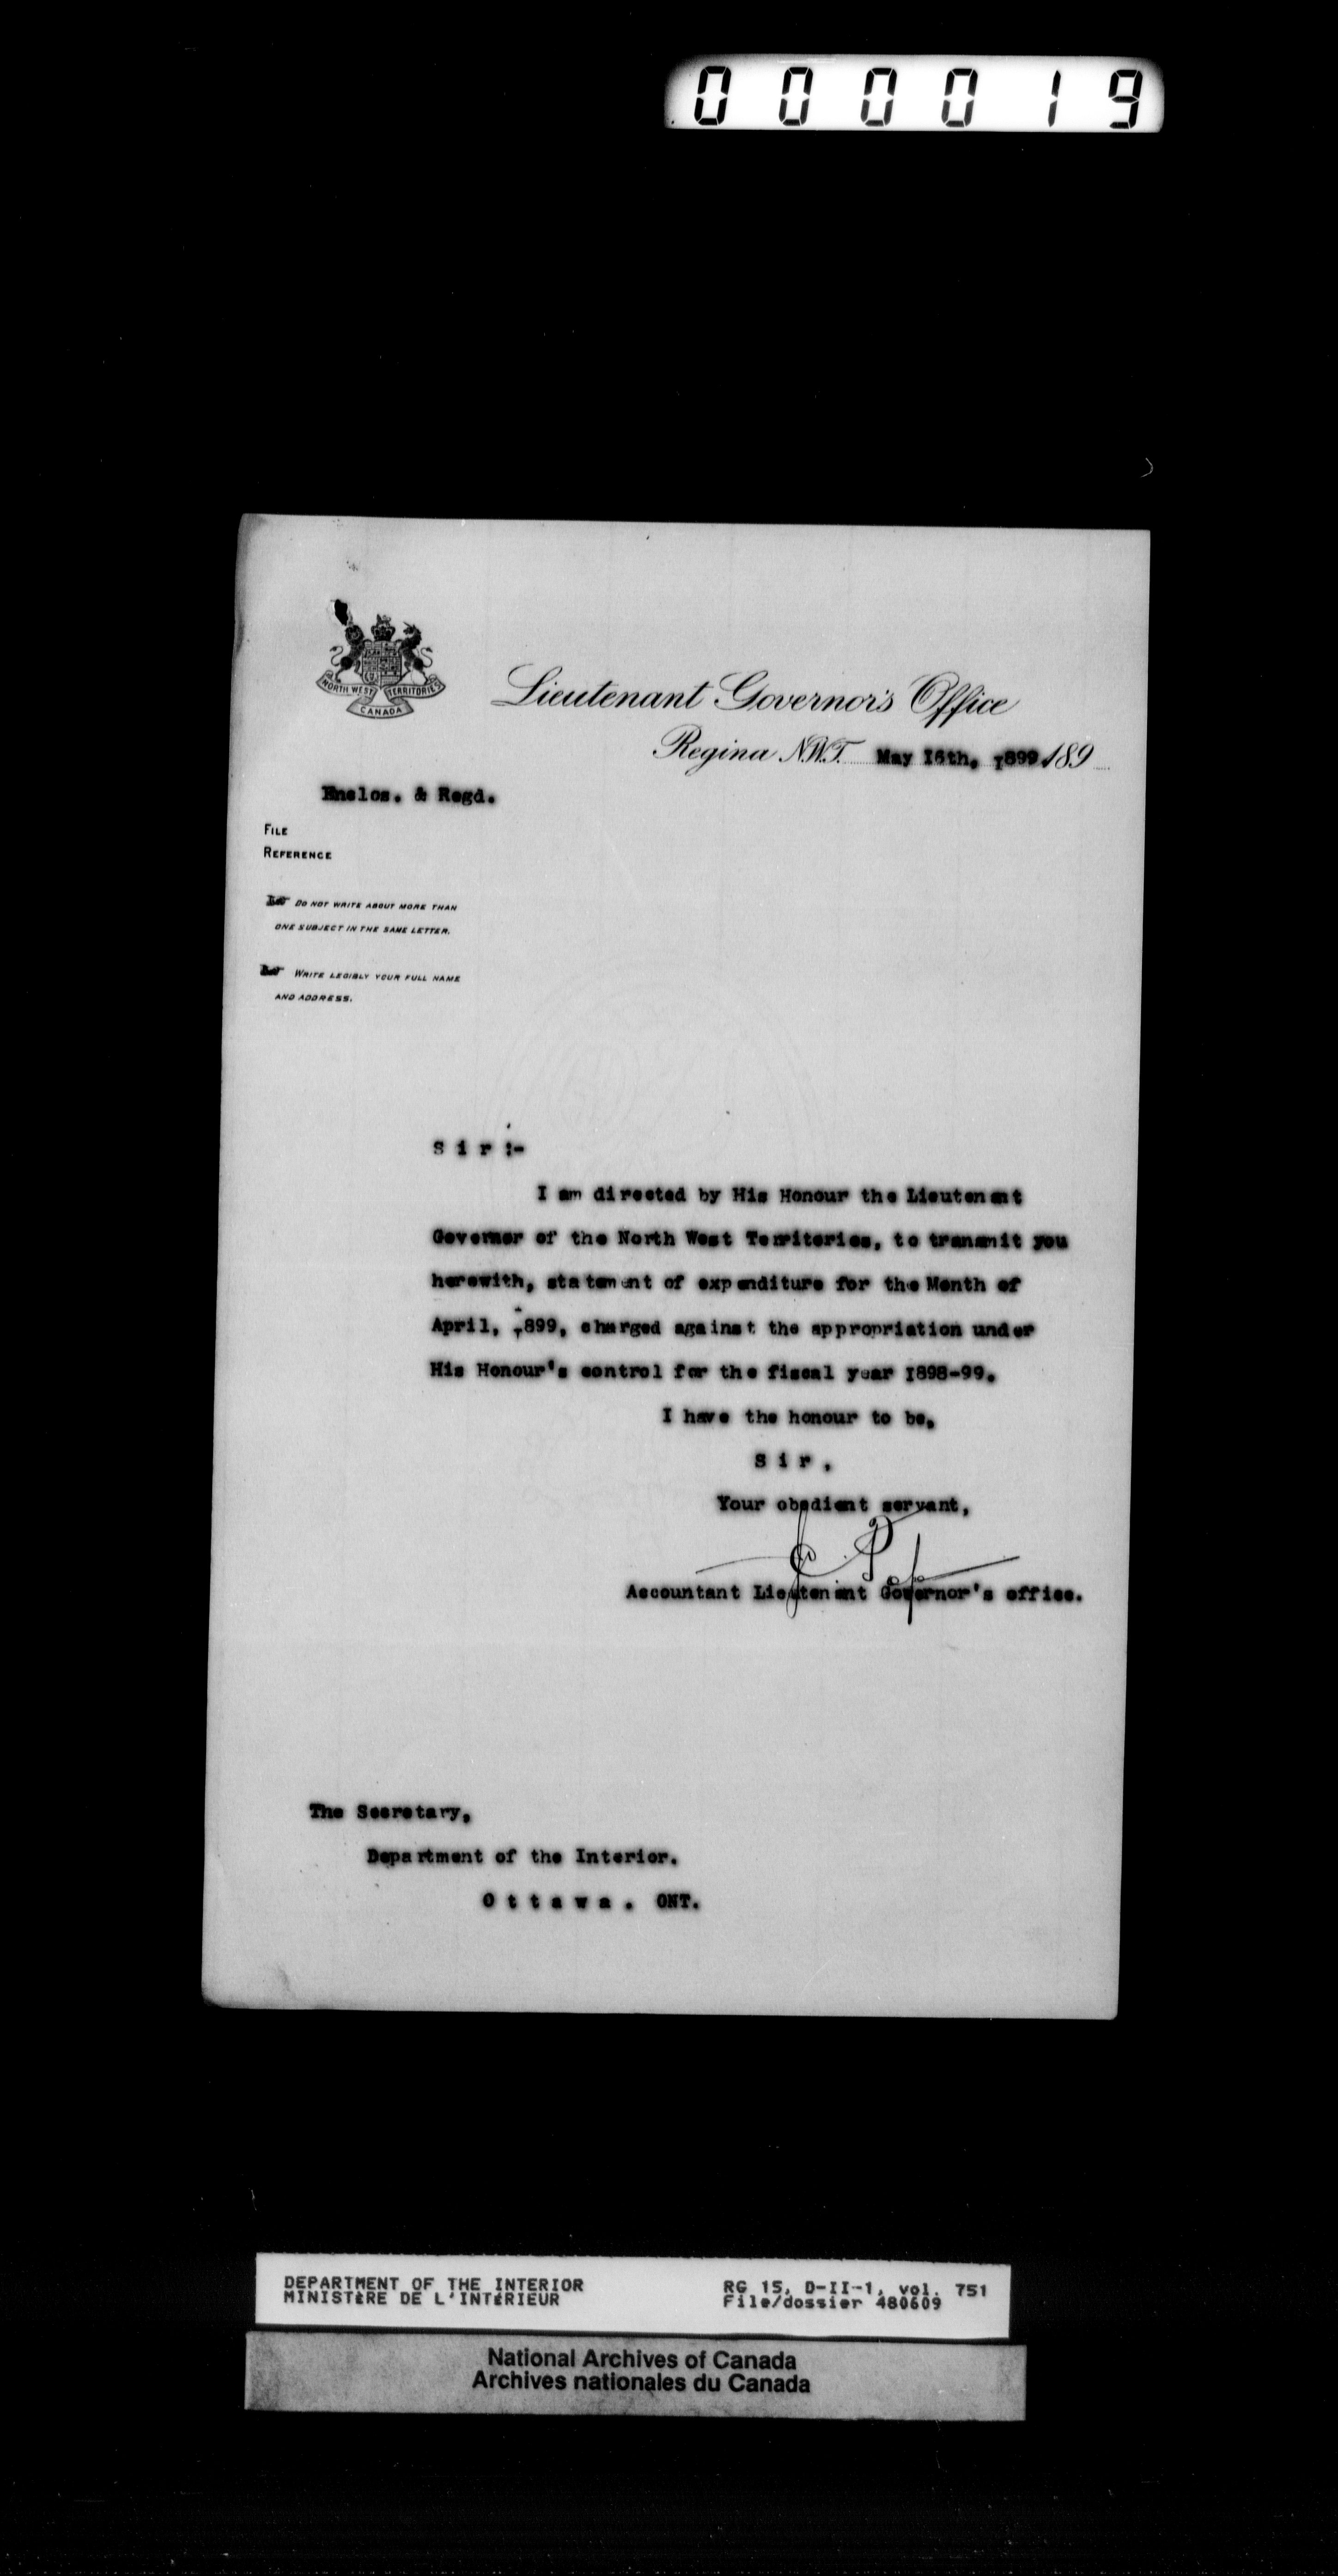 000019
NORTH WEST TERRITORIES
CANADA
Lieutenant Governor's Office
Regina N.W.T. May I6th, I899. 189
Enclos. & Regd.
FILE
REFERENCE
DO NOT WRITE ABOUT MORE THAN
ONE SUBJECT IN THE SAME LETTER.
WRITE LEGIBLY YOUR FULL NAME
AND ADDRESS.
S i r :-
I am directed by His Honour the Lieutenant
Governor of the North West Territories, to transmit you
herewith, statement of expenditure for the Month of
April, I899, charged against the appropriation under
His Honour's control for the fiscal year I898-99.
I have the honour to be,
S i r ,
Your obedient servant,
Accountant Lieutenant Governor's office.
The Secretary,
Department of the Interior.
O t t a w a . ONT.
DEPARTMENT OF THE INTERIOR
MINISTÈRE DE L'INTÉRIEUR
RG 15, D-II-1, vol. 751
File/dossier 480609
National Archives of Canada
Archives nationales du Canada